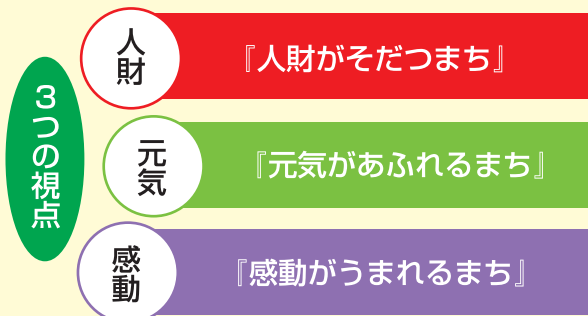 3つの視点
人財
『人財がそだつまち』
元気
『元気があふれるまち』
感動
『感動がうまれるまち』